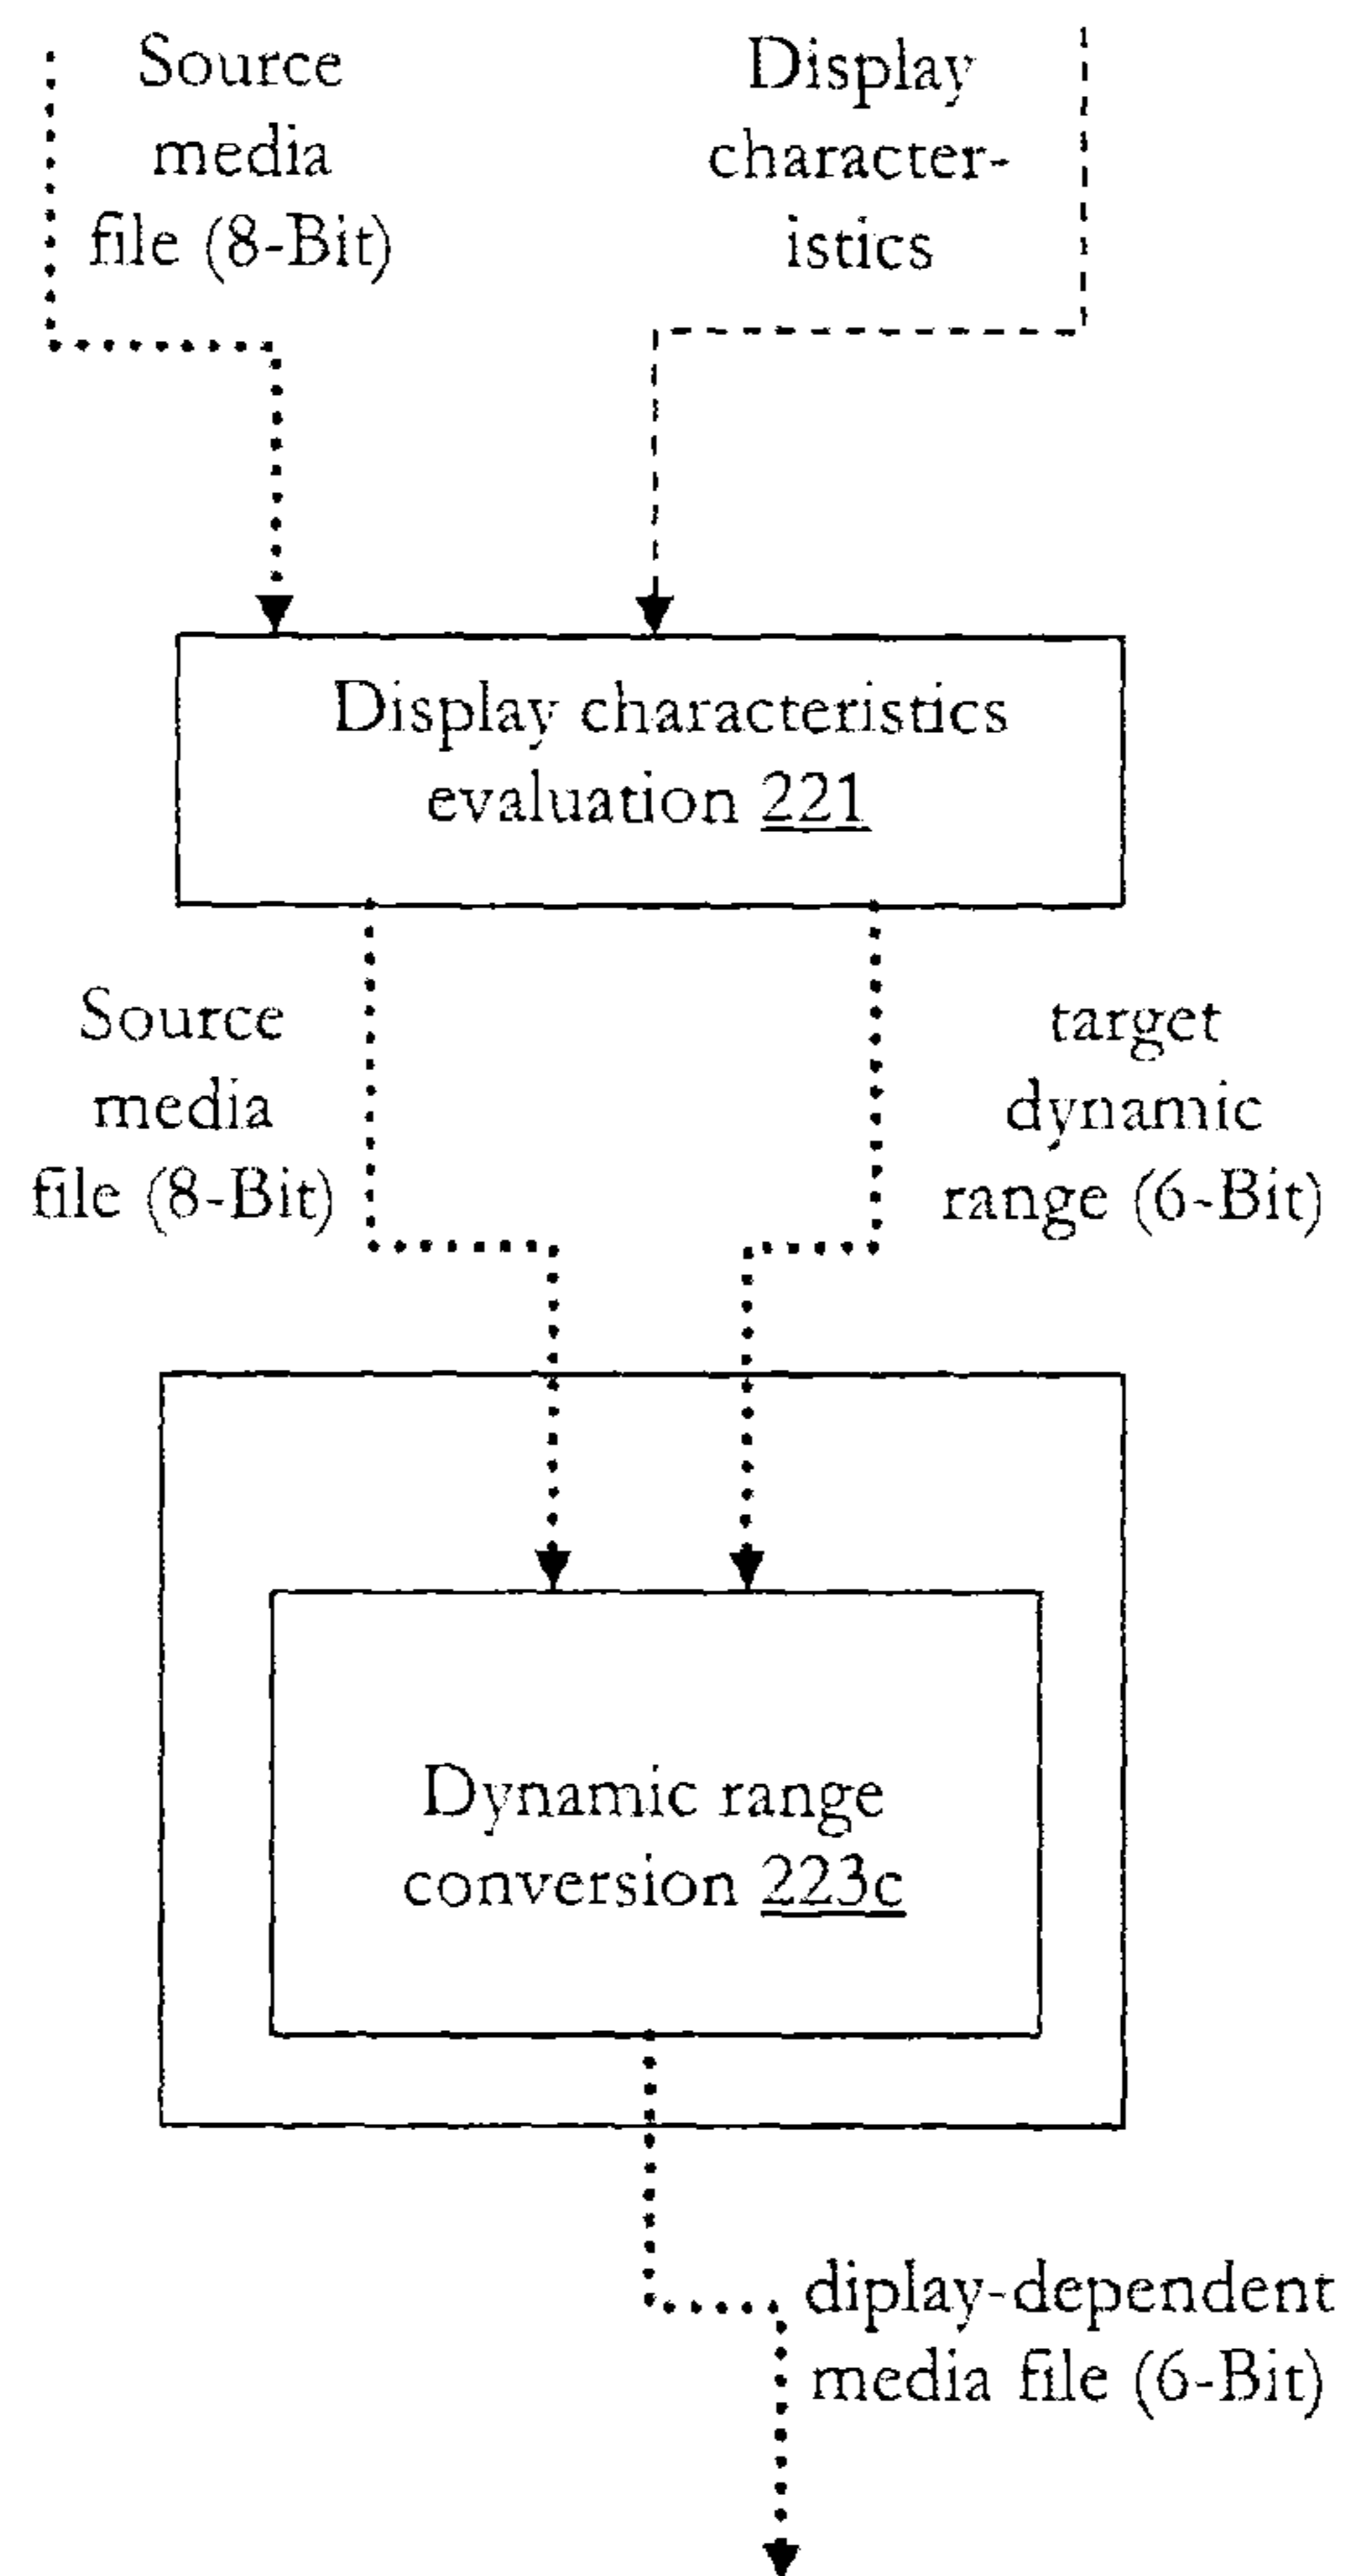 Source
media
file (8-Bit)
Display
character-
istics
Display characteristics
evaluation 221
Source
media
file (8-Bit)
target
dynamic
range (6-Bit)
Dynamic range
conversion 223c
diplay-dependent
media file (6-Bit)